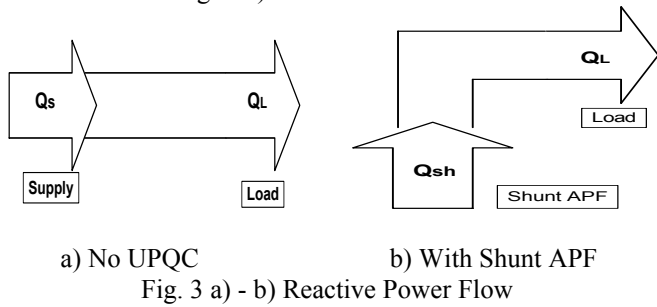 Qs
QL
Supply
Load
QL
Load
Qsh
Shunt APF
a) No UPQC
b) With Shunt APF
Fig. 3 a) - b) Reactive Power Flow